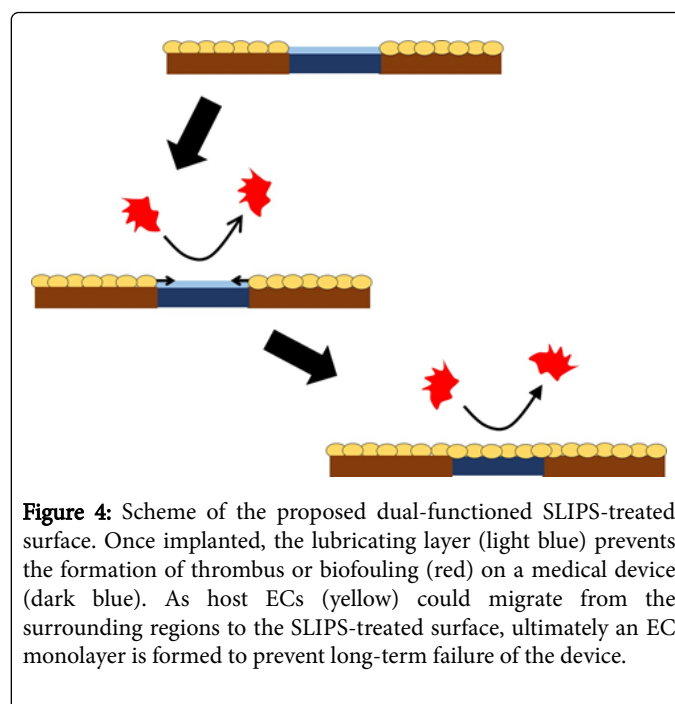 Figure 4: Scheme of the proposed dual-functioned SLIPS-treated
surface. Once implanted, the lubricating layer (light blue) prevents
the formation of thrombus or biofouling (red) on a medical device
(dark blue). As host ECs (yellow) could migrate from the
surrounding regions to the SLIPS-treated surface, ultimately an EC
monolayer is formed to prevent long-term failure of the device.